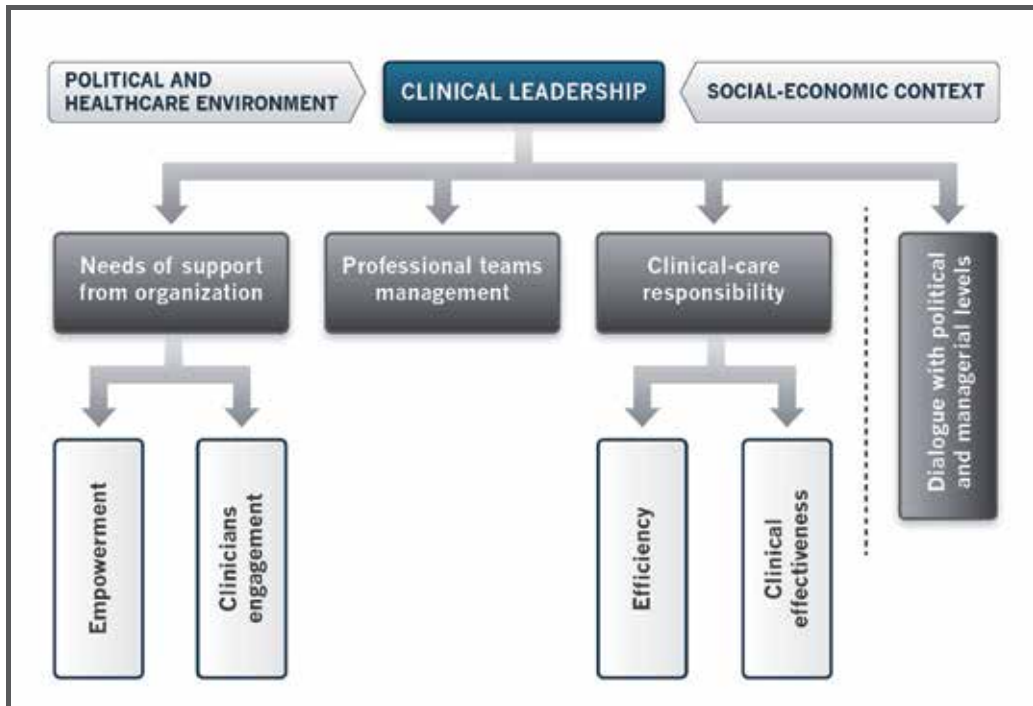 POLITICAL AND
HEALTHCARE ENVIRONMENT
CLINICAL LEADERSHIP
SOCIAL-ECONOMIC CONTEXT
Needs of support
from organization
Professional teams
management
Clinical-care
responsibility
Dialogue with political
and managerial levels
Empowerment
Clinicians
engagement
Efficiency
Clinical
effectiveness